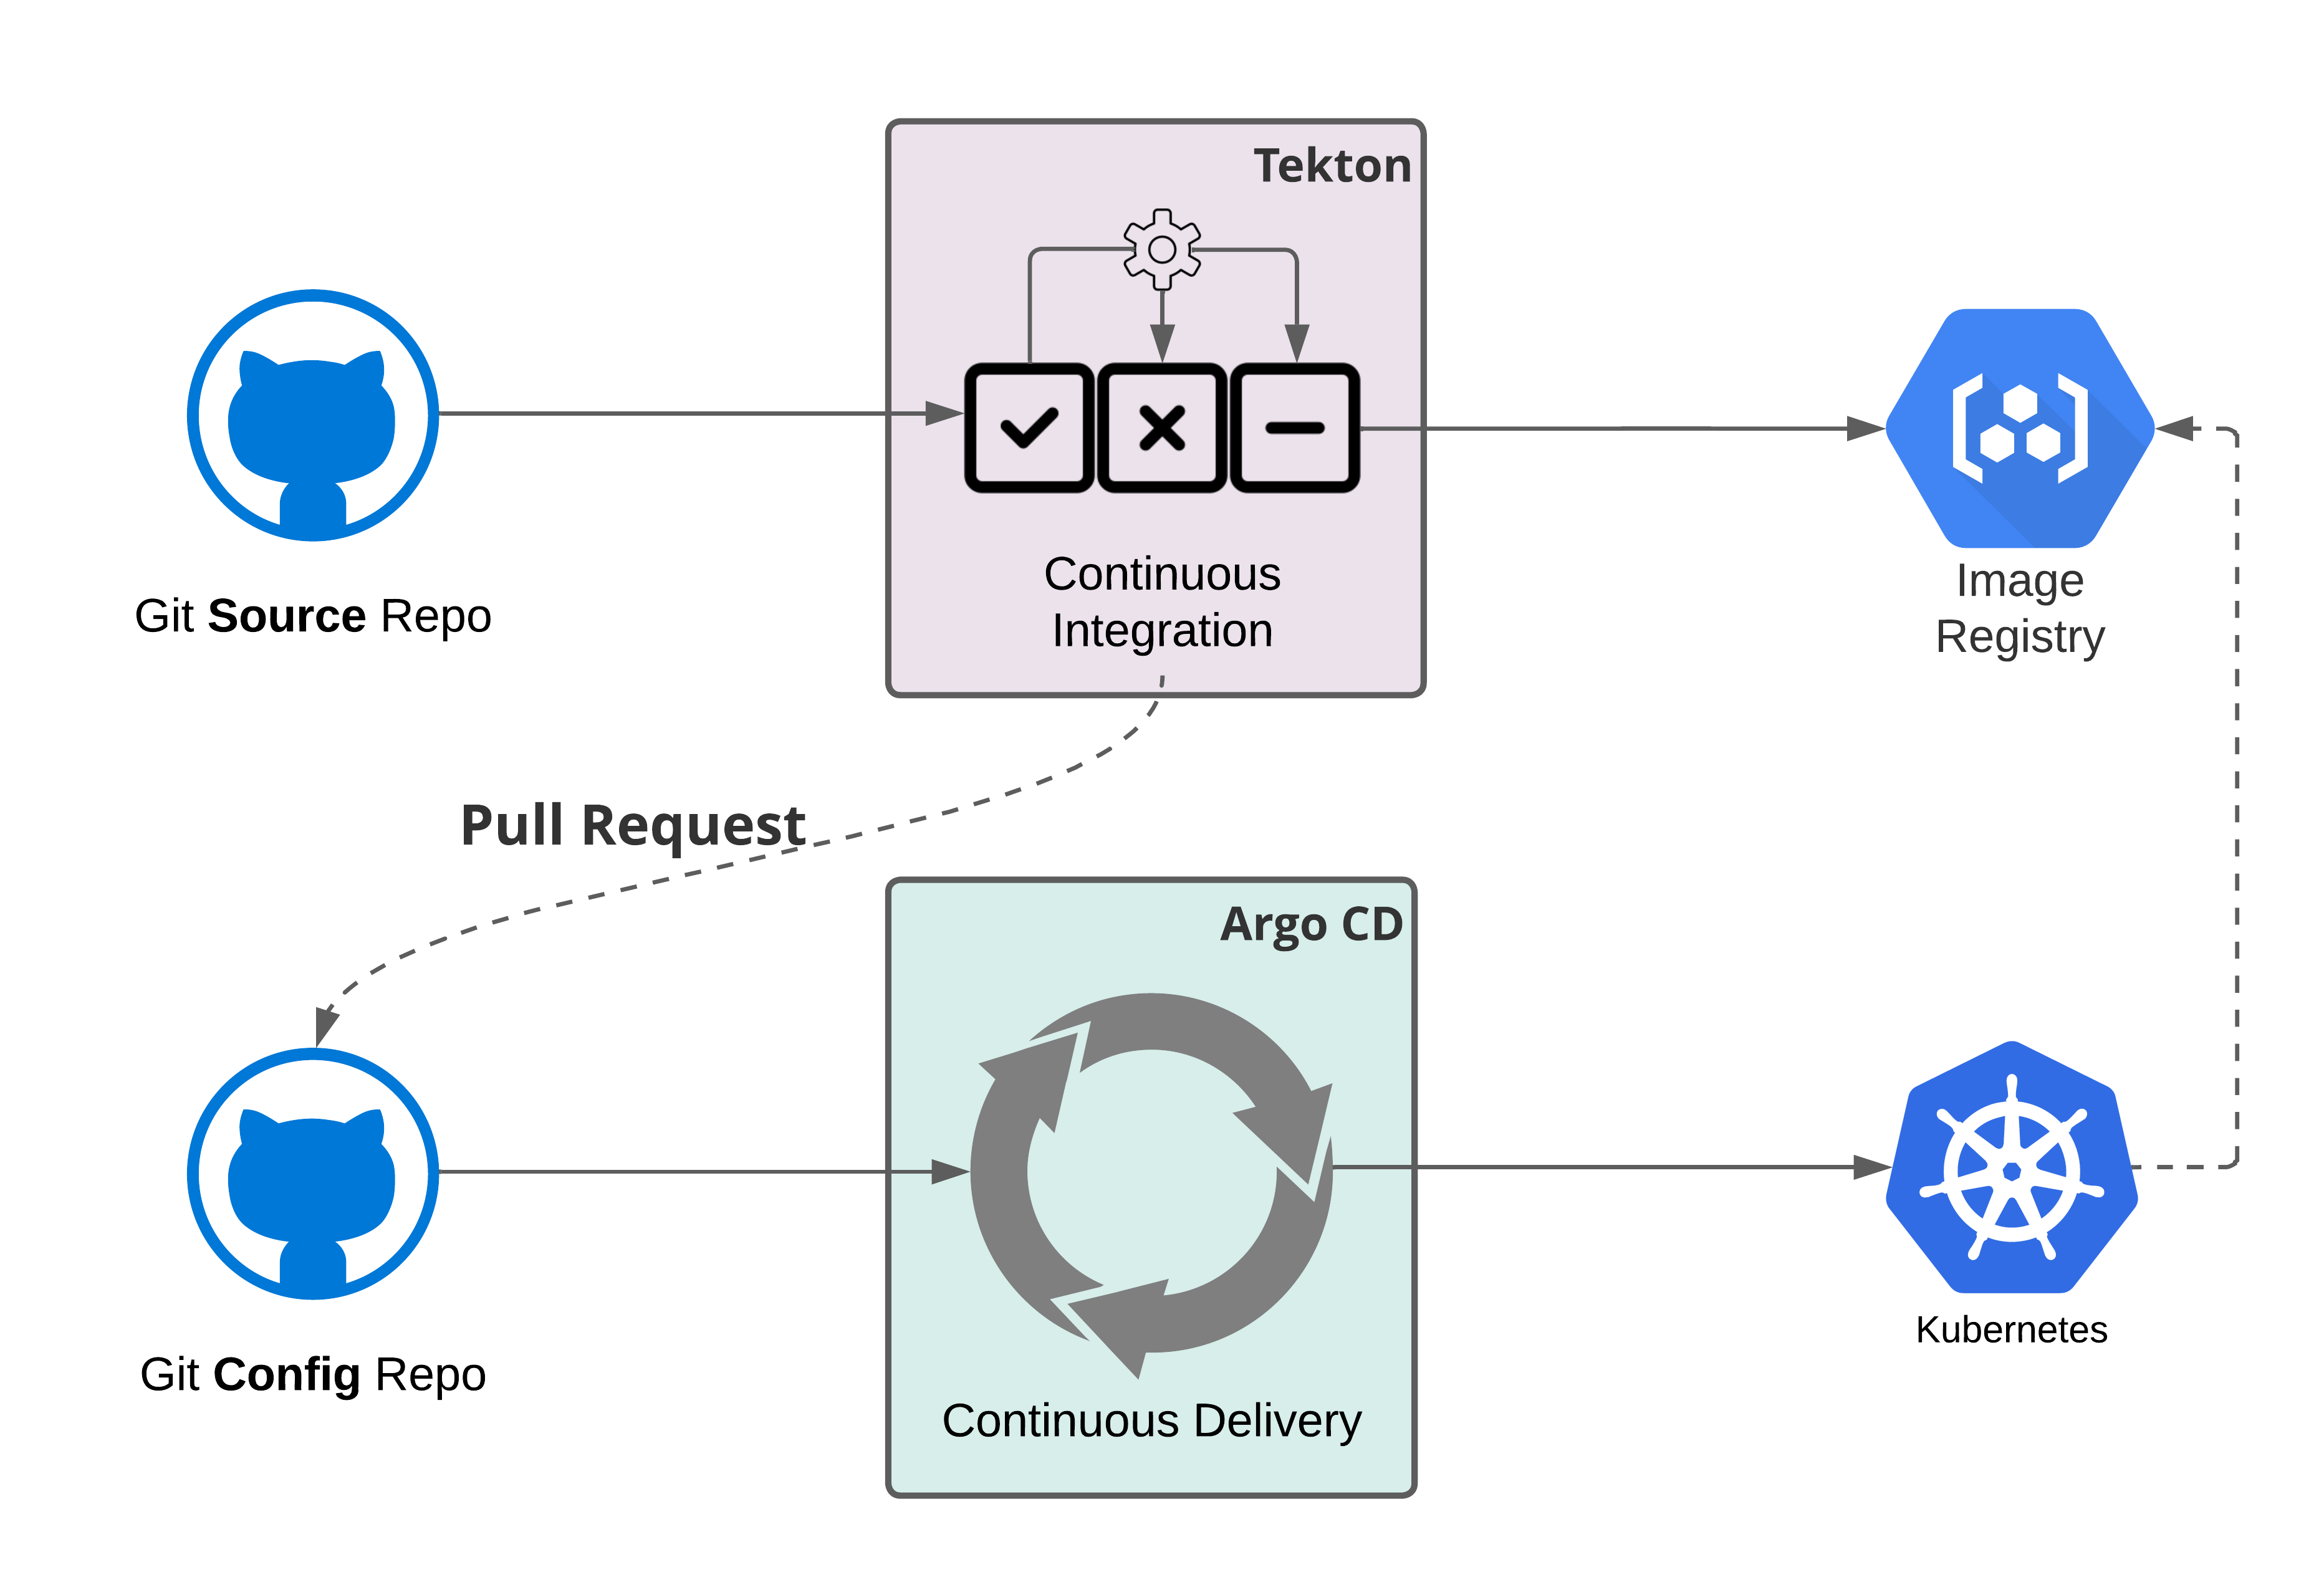 Tekton
Git Source Repo
Continuous
Integration
Image
Registry
Pull Request
Argo CD
Git Config Repo
Continuous Delivery
Kubernetes